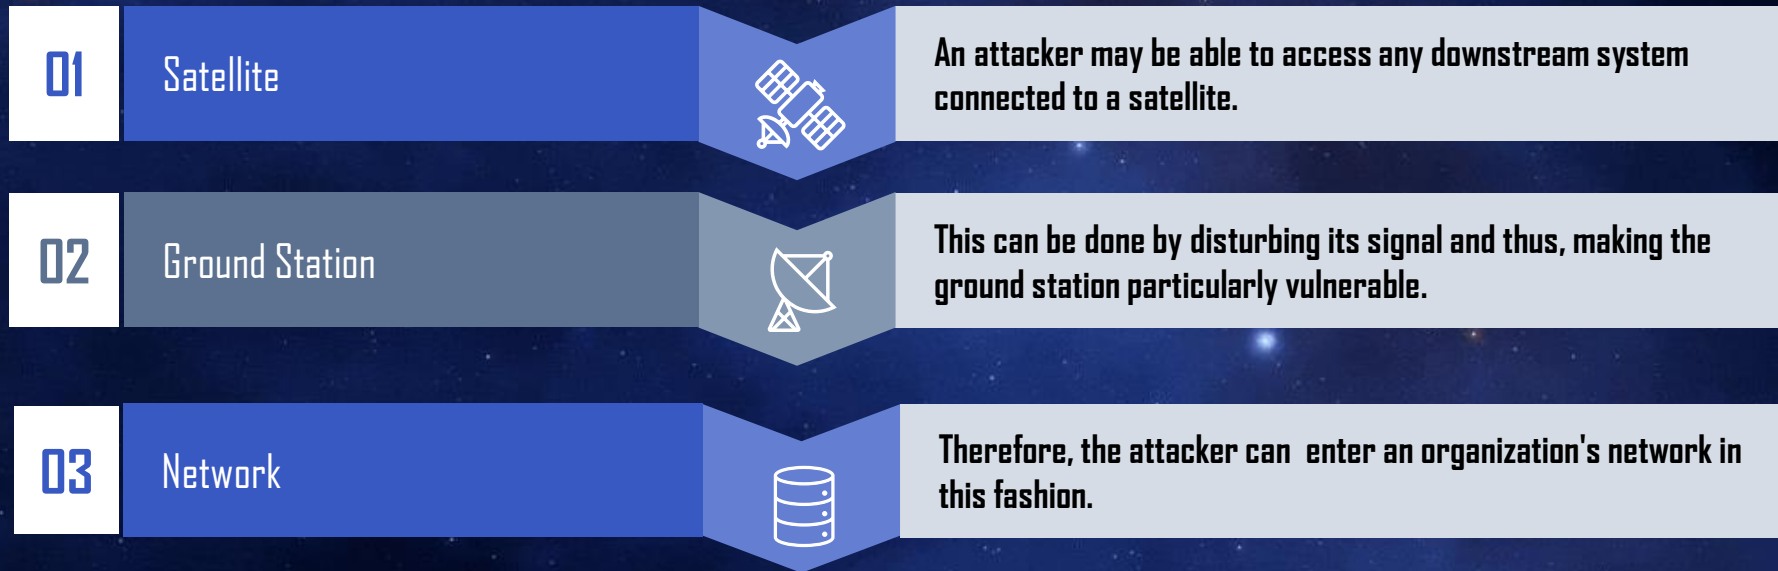 01
Satellite
An attacker may be able to access any downstream system
connected to a satellite.
02
Ground Station
This can be done by disturbing its signal and thus, making the
ground station particularly vulnerable.
03
Network
Therefore, the attacker can  enter an organization's network in
this fashion.